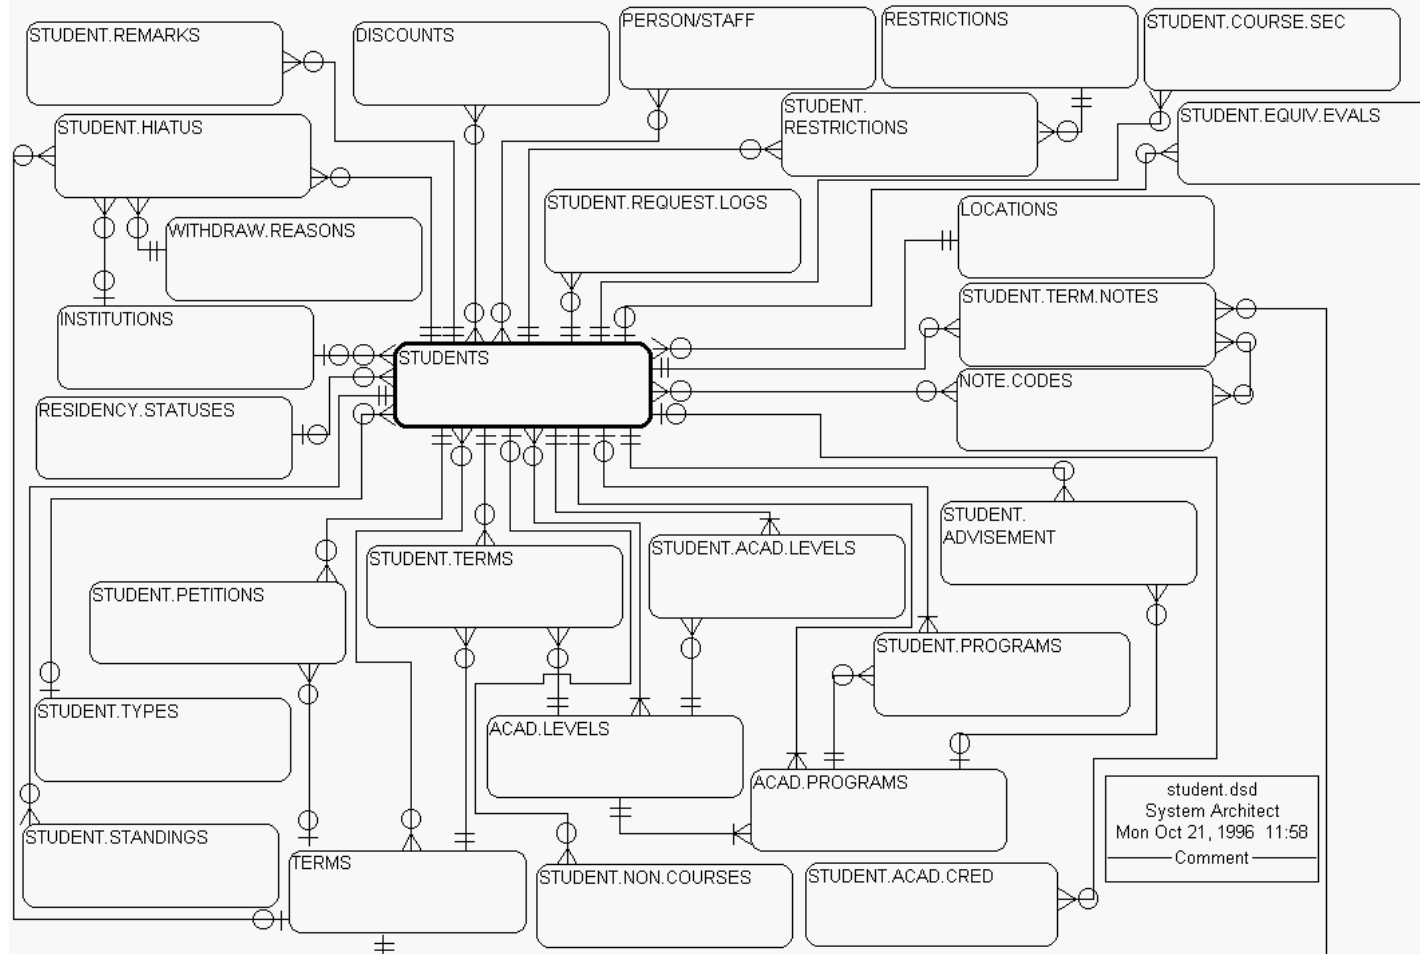 STUDENT.REMARKS
DISCOUNTS
PERSON/STAFF
RESTRICTIONS
STUDENT.COURSE.SEC
STUDENT.HIATUS
STUDENT.
RESTRICTIONS
STUDENT.EQUIV.EVALS
WITHDRAW.REASONS
STUDENT.REQUEST.LOGS
LOCATIONS
INSTITUTIONS
STUDENT.TERM.NOTES
STUDENTS
RESIDENCY.STATUSES
NOTE.CODES
STUDENT.
ADVISEMENT
STUDENT.TERMS
STUDENT.ACAD.LEVELS
STUDENT.PETITIONS
STUDENT.PROGRAMS
STUDENT.TYPES
ACAD.LEVELS
ACAD.PROGRAMS
student.dsd
System Architect
Mon Oct 21, 1996 11:58
Comment
STUDENT.STANDINGS
TERMS
STUDENT.NON.COURSES
STUDENT.ACAD.CRED